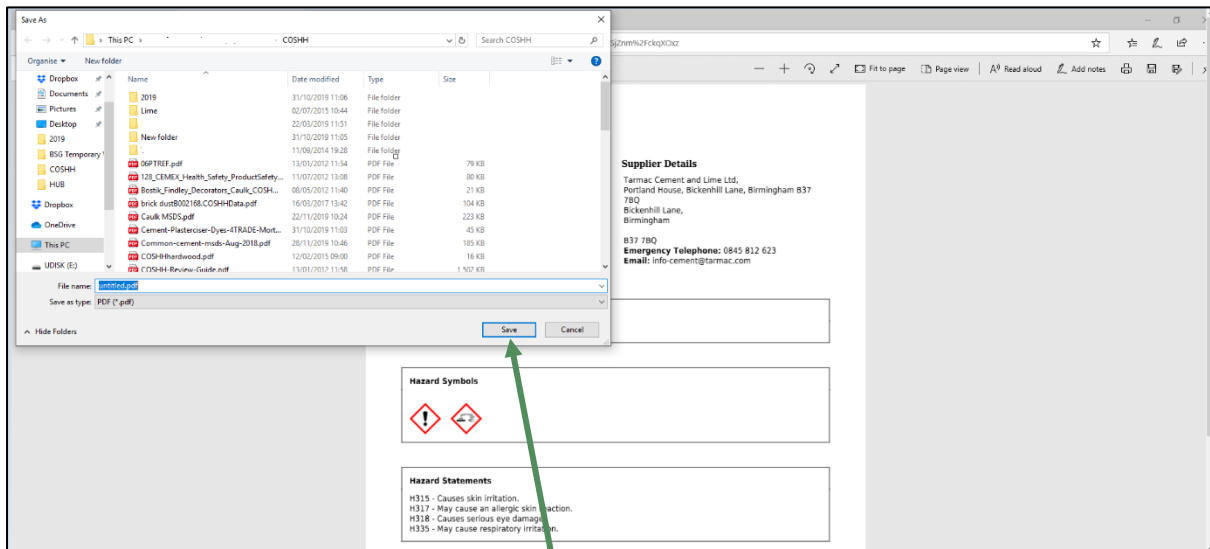 Save As
This PC > COSHH
Search COSHH
Organise
New folder
Dropbox
Documents
Pictures
Desktop
2019
BSG Temporary
COSHH
HUB
Dropbox
OneDrive
This PC
UDISK (E:)
Name Date modified Type Size
2019 31/10/2019 11:06 File folder
Lime 02/07/2015 10:44 File folder
22/03/2019 11:51 File folder
New folder 31/10/2019 11:05 File folder
11/09/2014 19:28 File folder
06PTREF.pdf 13/01/2012 11:54 PDF File 79 KB
128_CEMEX_Health_Safety_ProductSafety... 11/07/2012 13:08 PDF File 80 KB
Bostik_Findley_Decorators_Caulk_COSH... 08/05/2012 11:40 PDF File 21 KB
brick dust8002168.COSHHData.pdf 16/03/2017 13:42 PDF File 104 KB
Caulk MSDS.pdf 22/11/2019 10:24 PDF File 223 KB
Cement-Plasterciser-Dyes-4TRADE-Mort... 31/10/2019 11:03 PDF File 45 KB
Common-cement-msds-Aug-2018.pdf 28/11/2019 10:46 PDF File 185 KB
COSHHhardwood.pdf 12/02/2015 09:00 PDF File 16 KB
COSHH-Review-Guide.pdf 13/01/2012 11:58 PDF File 1,502 KB
File name: untitled.pdf
Save as type: PDF (*.pdf)
Hide Folders
Save
Cancel
Fit to page
Page view
Read aloud
Add notes
Supplier Details
Tarmac Cement and Lime Ltd,
Portland House, Bickenhill Lane, Birmingham B37
7BQ
Bickenhill Lane,
Birmingham
B37 7BQ
Emergency Telephone: 0845 812 623
Email: info-cement@tarmac.com
Hazard Symbols
Hazard Statements
H315 - Causes skin irritation.
H317 - May cause an allergic skin reaction.
H318 - Causes serious eye damage.
H335 - May cause respiratory irritation.